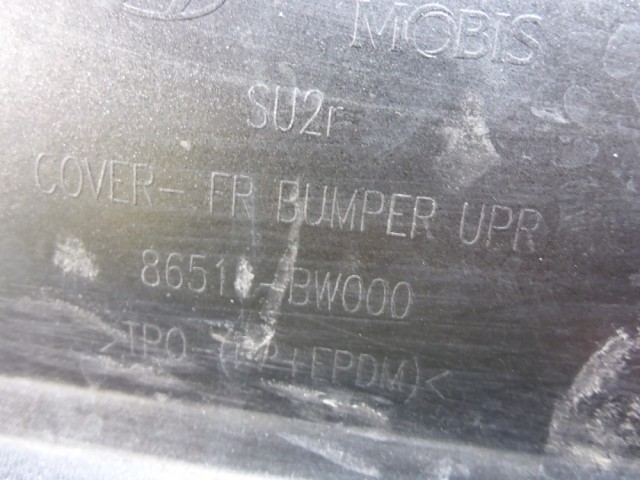 MOBIS
SU2r
COVER- FR BUMPER UPR
>TPO